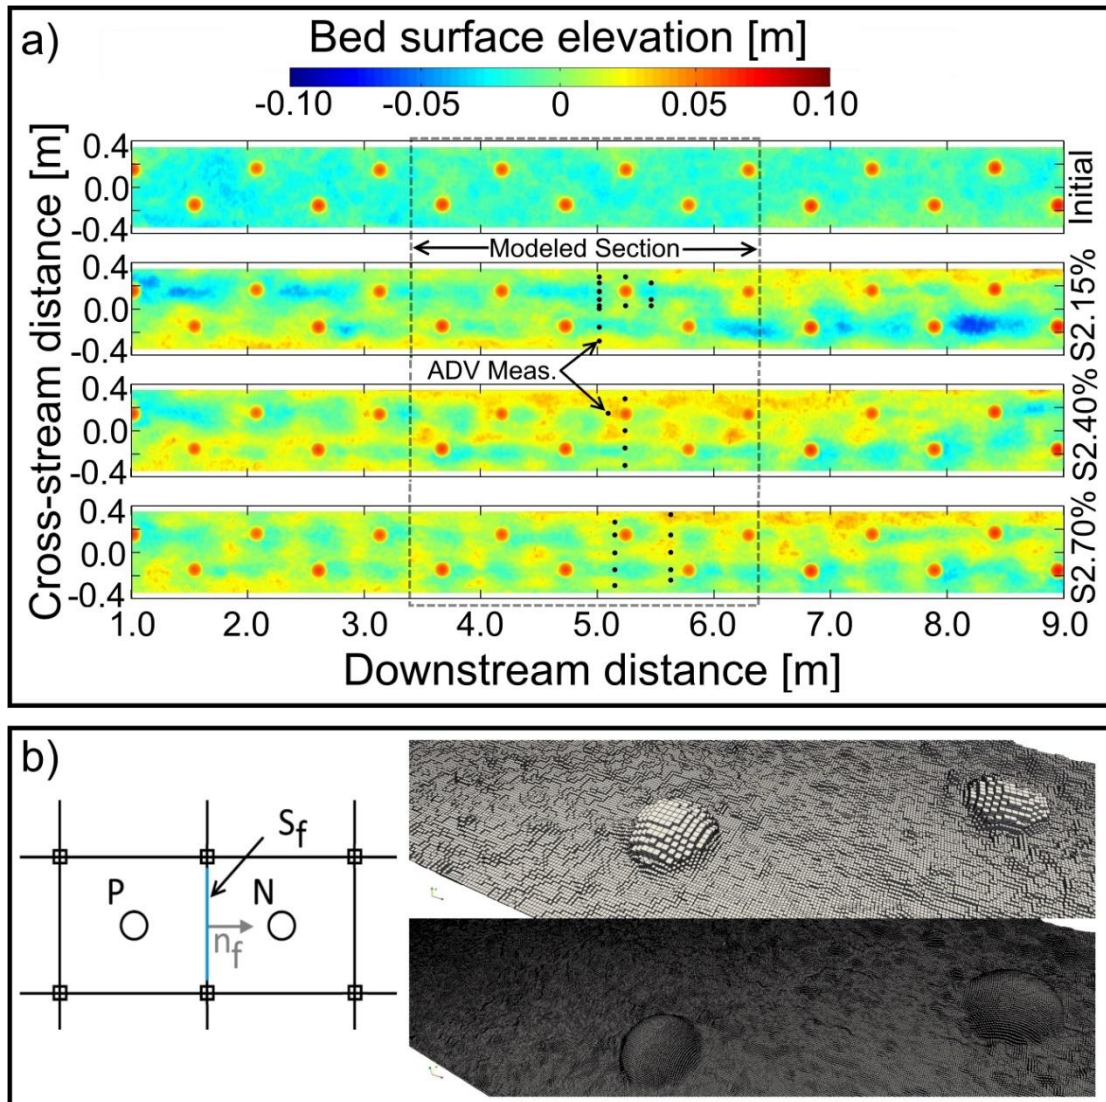 a)
Bed surface elevation [m]
-0.10 -0.05 0 0.05 0.10
Cross-stream distance [m]
0.4
0.0
-0.4
Initial
Modeled Section
0.4
0.0
-0.4
S2.15%
ADV Meas.
0.4
0.0
-0.4
S2.40%
0.4
0.0
-0.4
S2.70%
1.0 2.0 3.0 4.0 5.0 6.0 7.0 8.0 9.0
Downstream distance [m]
b)
Sf
P
N
nf